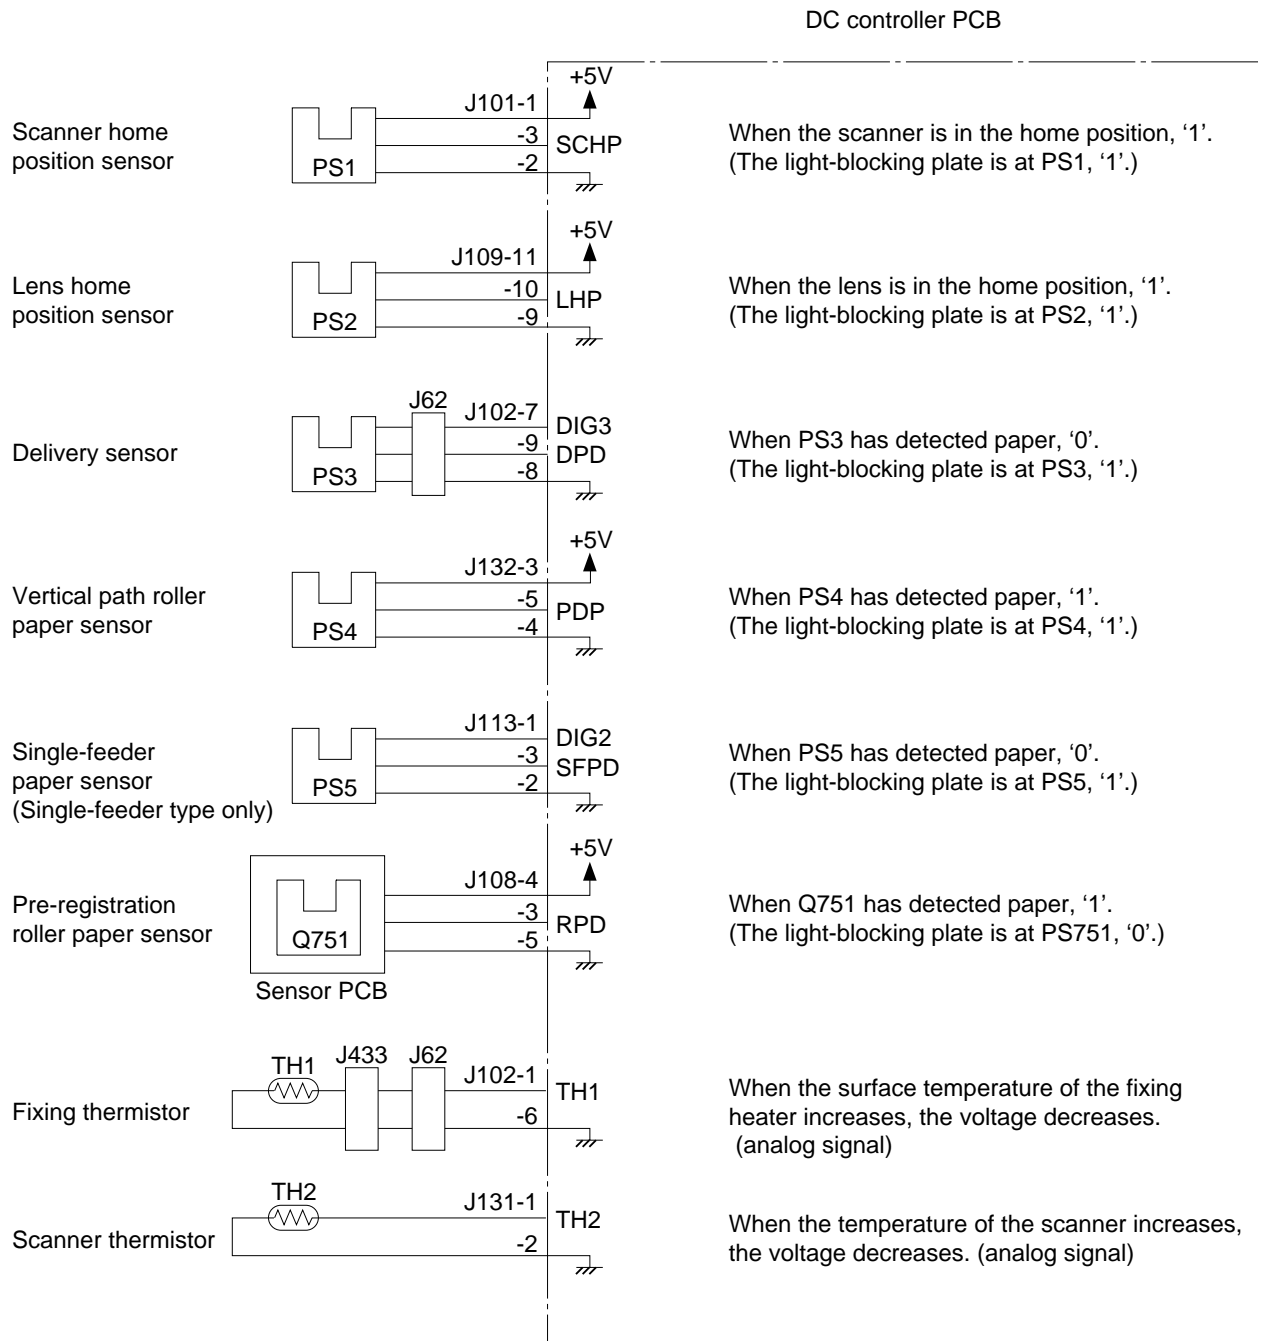 DC controller PCB
+5V
J101-1
Scanner home
position sensor
PS1
-3
SCHP
-2
When the scanner is in the home position, ‘1’.
(The light-blocking plate is at PS1, ‘1’.)
+5V
J109-11
Lens home
position sensor
PS2
-10
LHP
-9
When the lens is in the home position, ‘1’.
(The light-blocking plate is at PS2, ‘1’.)
J62
J102-7
DIG3
Delivery sensor
PS3
-9
DPD
-8
When PS3 has detected paper, ‘0’.
(The light-blocking plate is at PS3, ‘1’.)
+5V
J132-3
Vertical path roller
paper sensor
PS4
-5
PDP
-4
When PS4 has detected paper, ‘1’.
(The light-blocking plate is at PS4, ‘1’.)
J113-1
DIG2
Single-feeder
paper sensor
(Single-feeder type only)
PS5
-3
SFPD
-2
When PS5 has detected paper, ‘0’.
(The light-blocking plate is at PS5, ‘1’.)
+5V
J108-4
Pre-registration
roller paper sensor
Q751
-3
RPD
-5
Sensor PCB
When Q751 has detected paper, ‘1’.
(The light-blocking plate is at PS751, ‘0’.)
TH1
J433
J62
J102-1
TH1
Fixing thermistor
-6
When the surface temperature of the fixing
heater increases, the voltage decreases.
(analog signal)
TH2
J131-1
TH2
Scanner thermistor
-2
When the temperature of the scanner increases,
the voltage decreases. (analog signal)